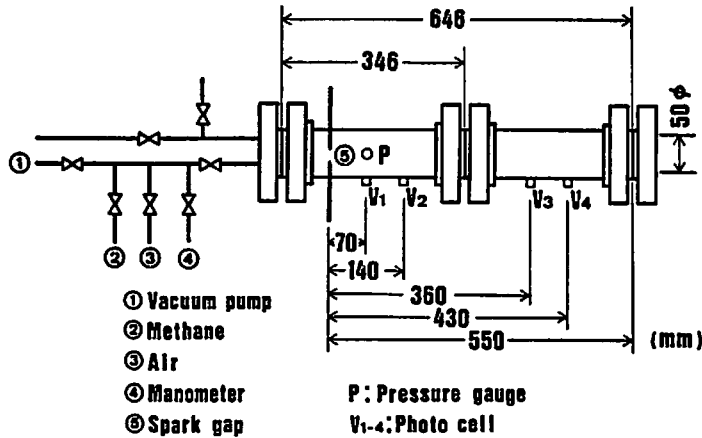 646
346
50φ
①
⑤ P
V1 V2 V3 V4
70
② ③ ④
140
360
430
550 (mm)
① Vacuum pump
② Methane
③ Air
④ Manometer
⑤ Spark gap
P: Pressure gauge
V1-4: Photo cell